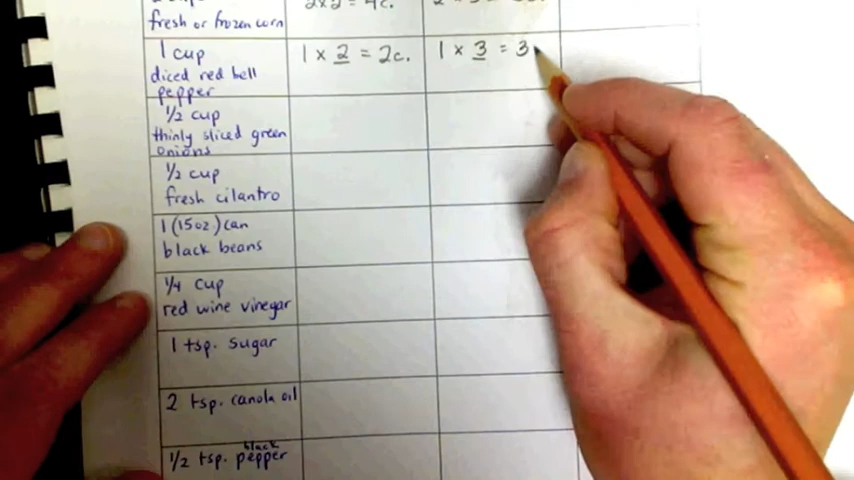 2x2 = 4c.
fresh or frozen corn
1 cup
diced red bell
pepper
1 x 2 = 2c.
1 x 3 = 3
1/2 cup
thinly sliced green
onions
1/2 cup
fresh cilantro
1 (15oz.) can
black beans
1/4 cup
red wine vinegar
1 tsp. sugar
2 tsp. canola oil
black
1/2 tsp. pepper